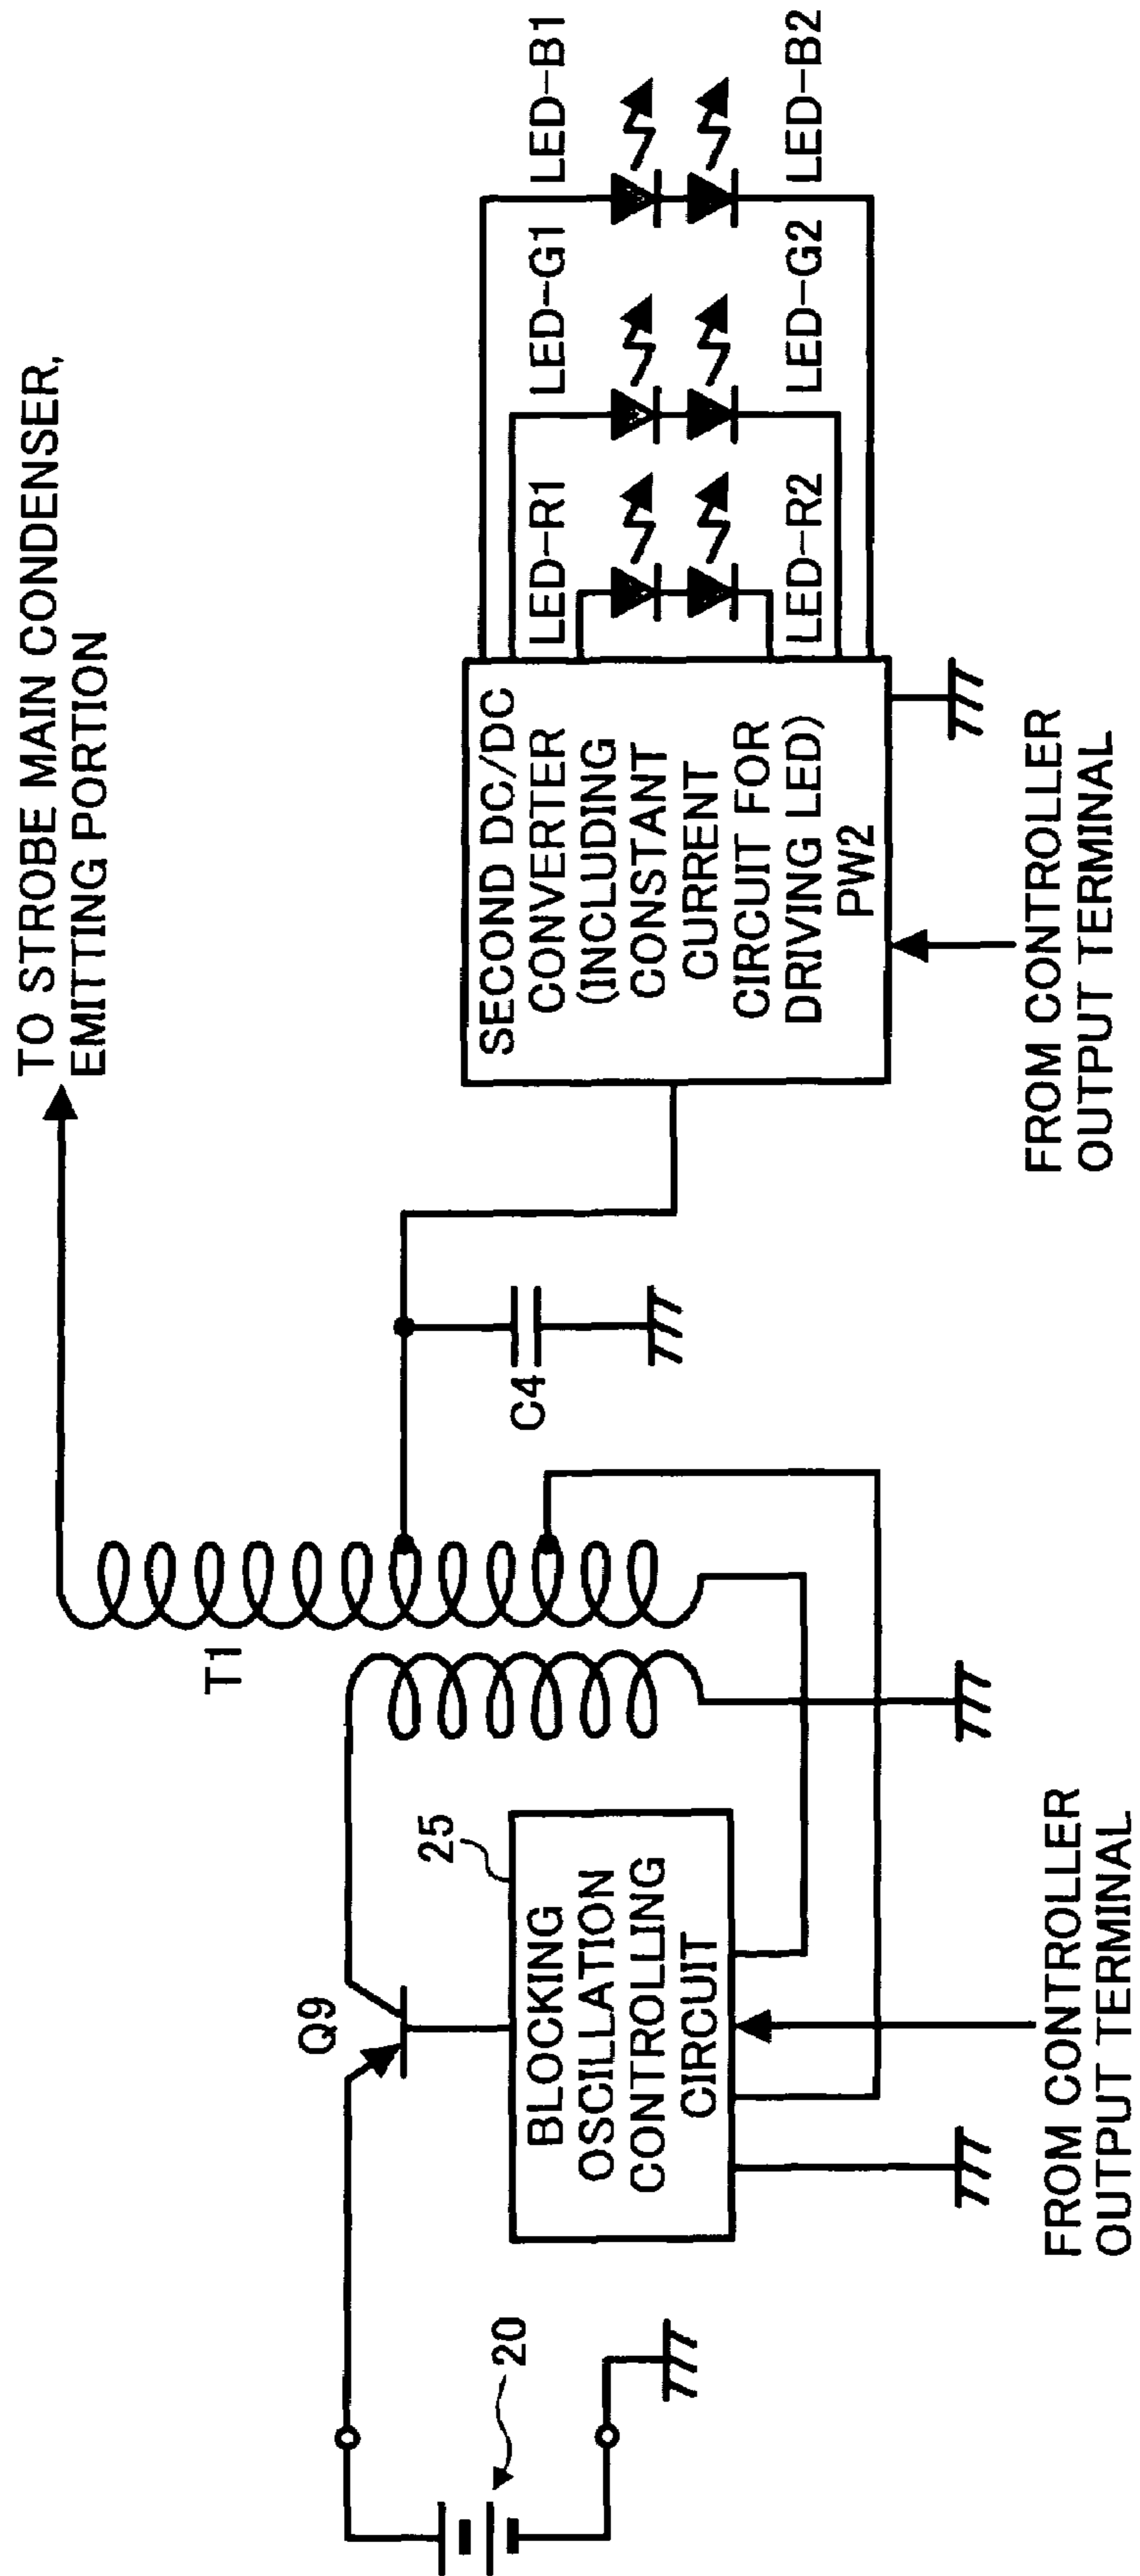 TO STROBE MAIN CONDENSER,
EMITTING PORTION
T1
Q9
25
BLOCKING
OSCILLATION
CONTROLLING
CIRCUIT
20
C4
SECOND DC/DC
CONVERTER
(INCLUDING
CONSTANT
CURRENT
CIRCUIT FOR
DRIVING LED)
PW2
LED-R1
LED-G1
LED-B1
LED-R2
LED-G2
LED-B2
FROM CONTROLLER
OUTPUT TERMINAL
FROM CONTROLLER
OUTPUT TERMINAL